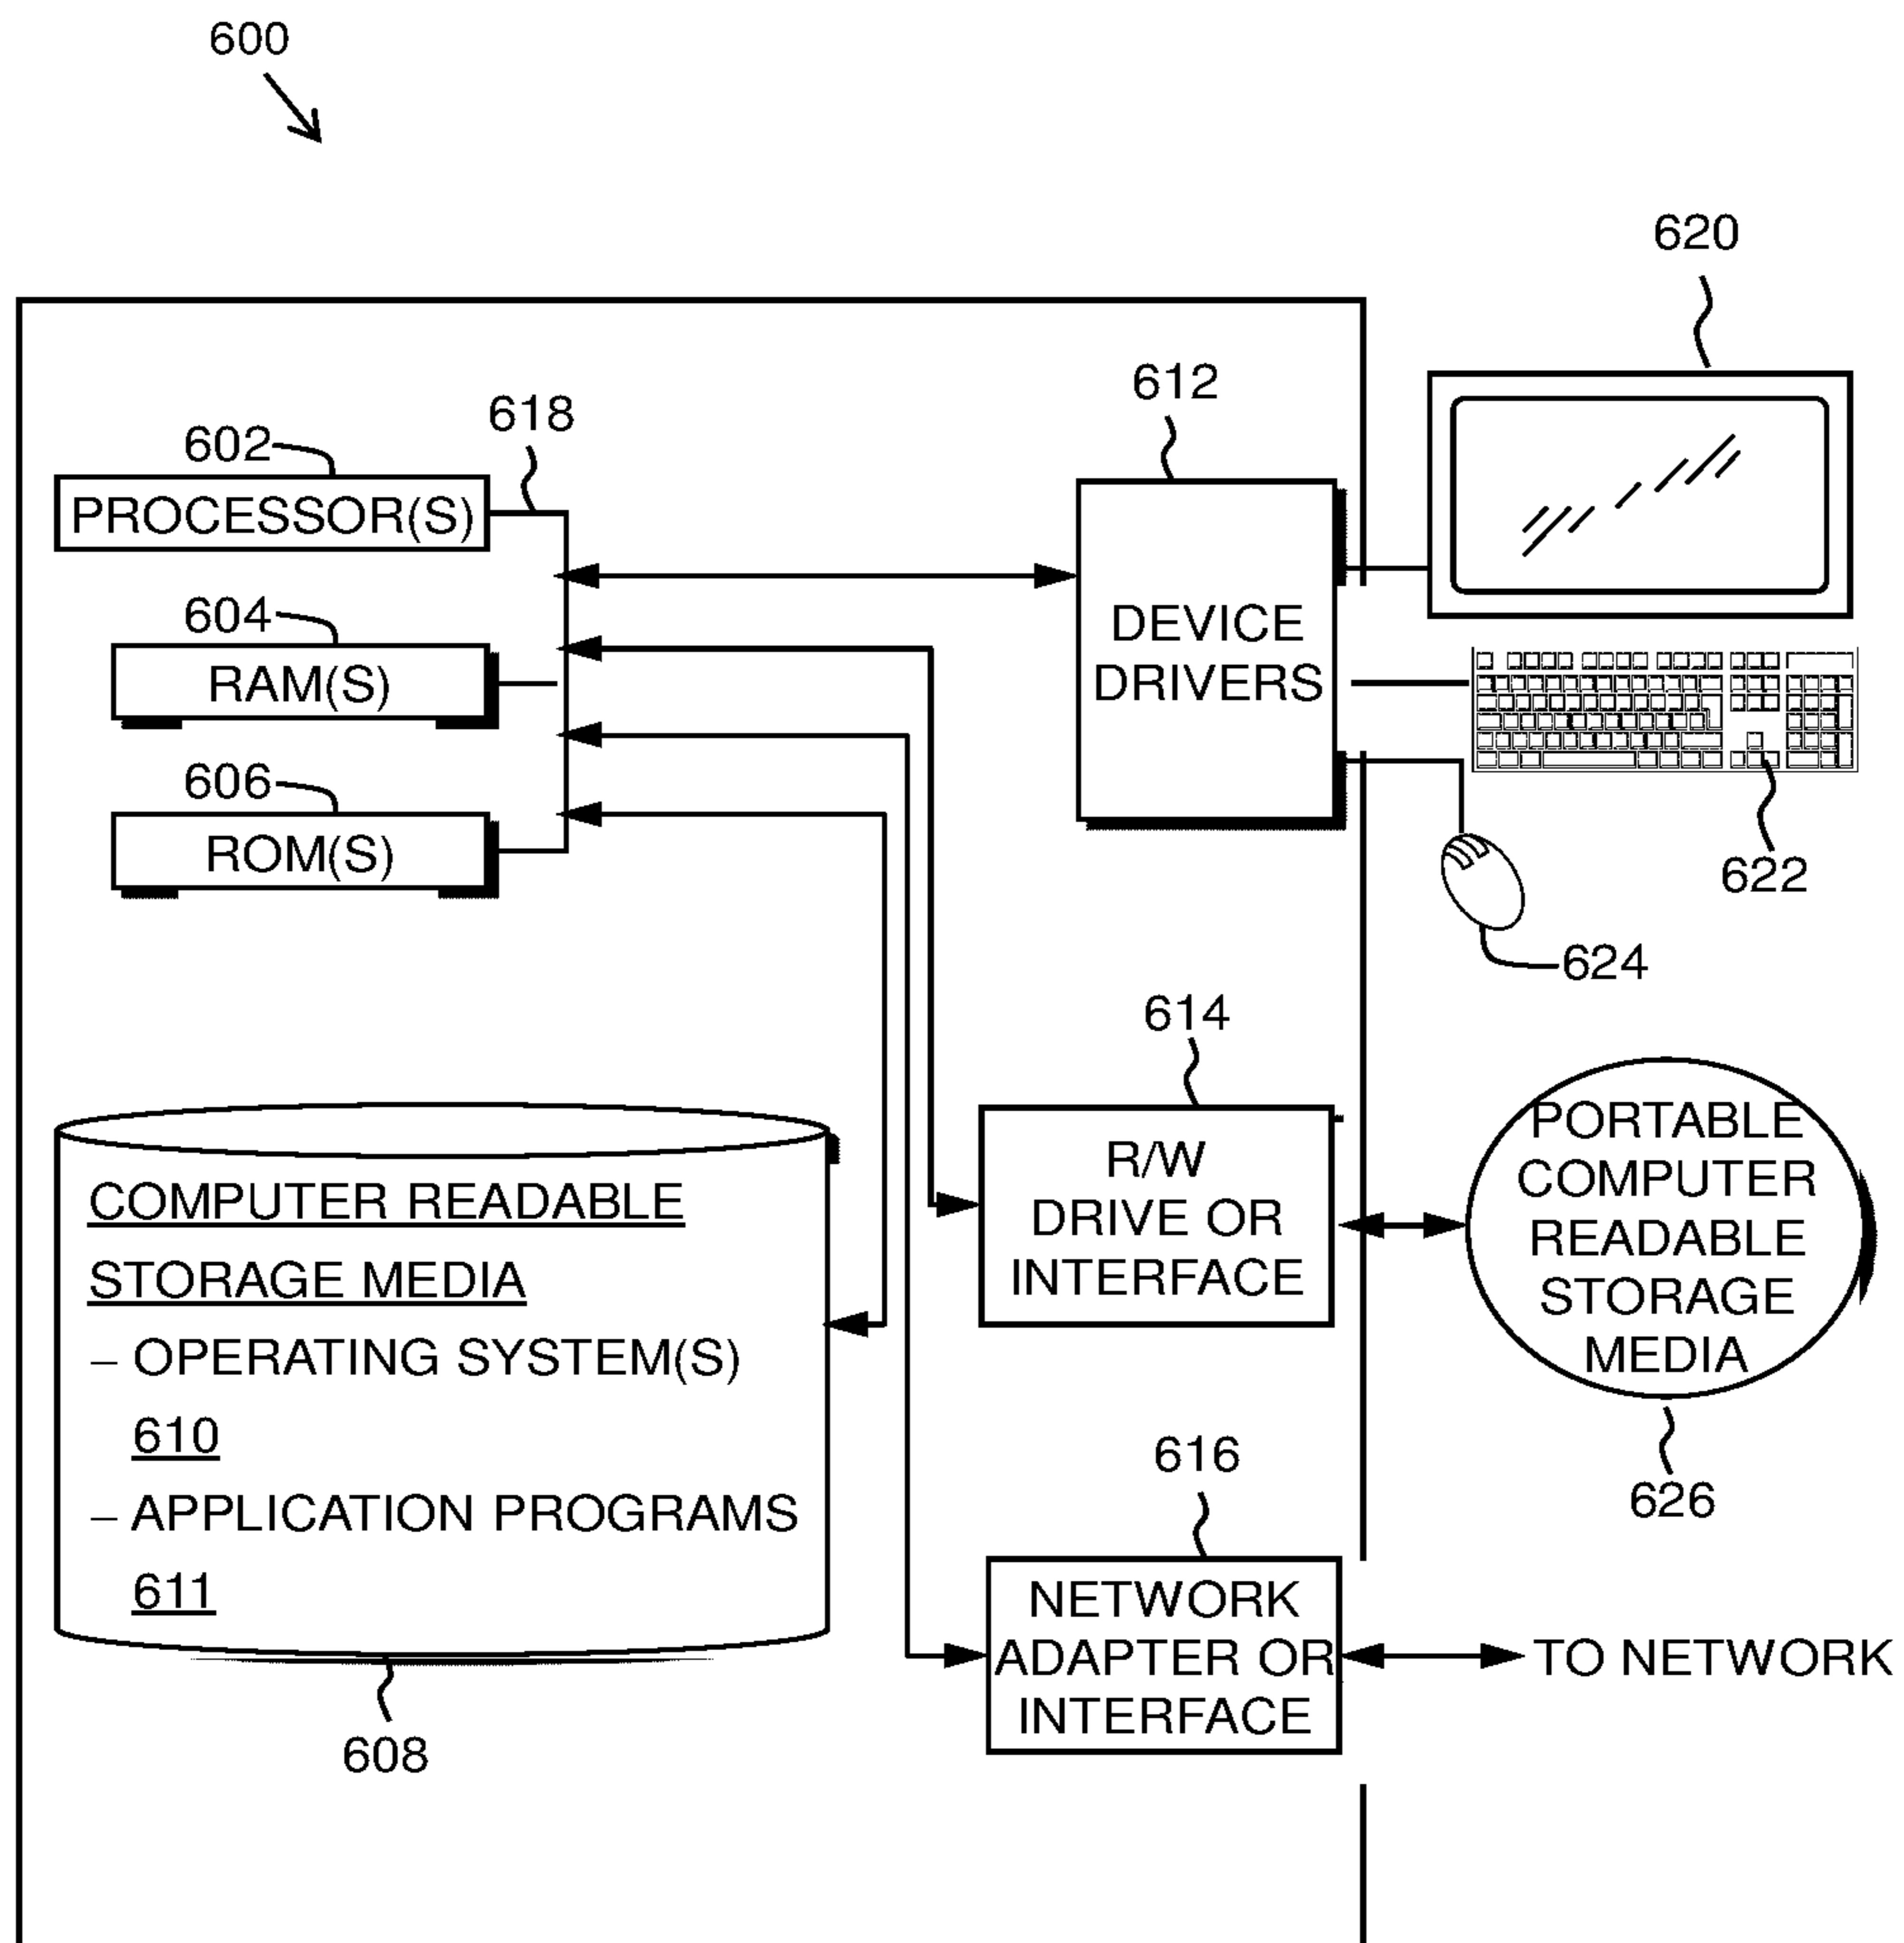 600
620
612
618
602
PROCESSOR(S)
604
RAM(S)
DEVICE
DRIVERS
606
ROM(S)
622
624
614
R/W
DRIVE OR
INTERFACE
PORTABLE
COMPUTER
READABLE
STORAGE
MEDIA
626
COMPUTER READABLE
STORAGE MEDIA
– OPERATING SYSTEM(S)
610
– APPLICATION PROGRAMS
611
608
616
NETWORK
ADAPTER OR
INTERFACE
TO NETWORK